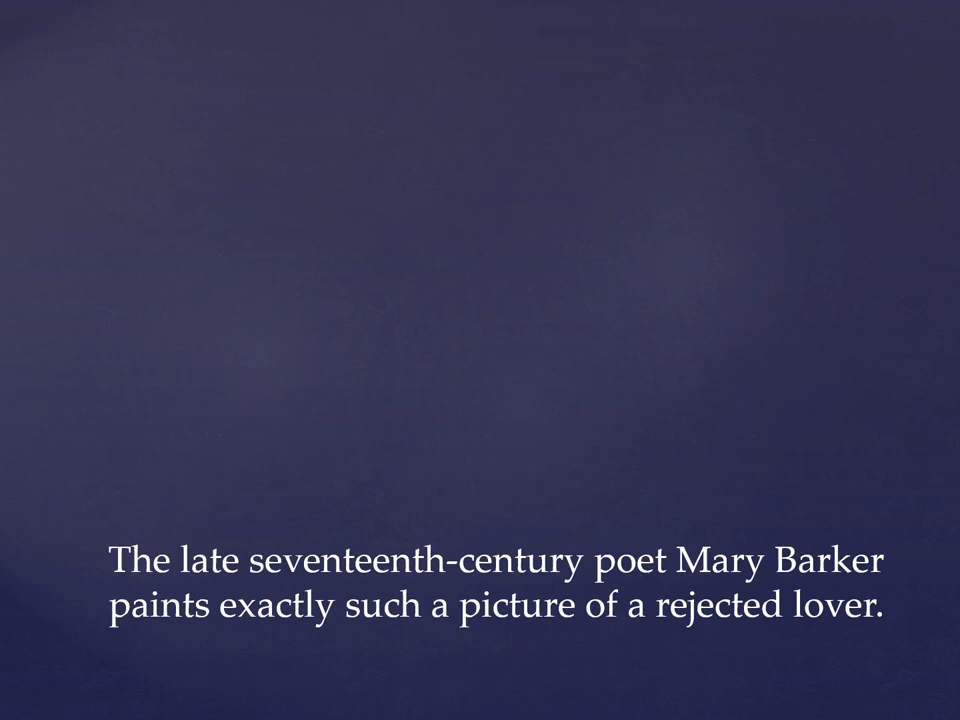 The late seventeenth-century poet Mary Barker
paints exactly such a picture of a rejected lover.